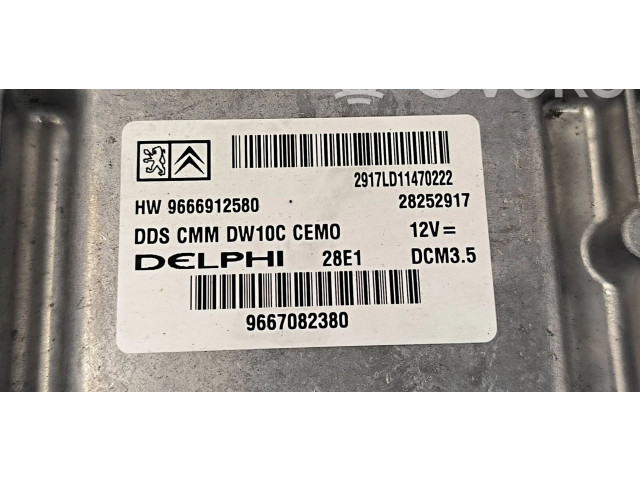 2917LD11470222
HW 9666912580 28252917
DDS CMM DW10C CEMO 12V=
DELPHI 28E1 DCM3.5
9667082380